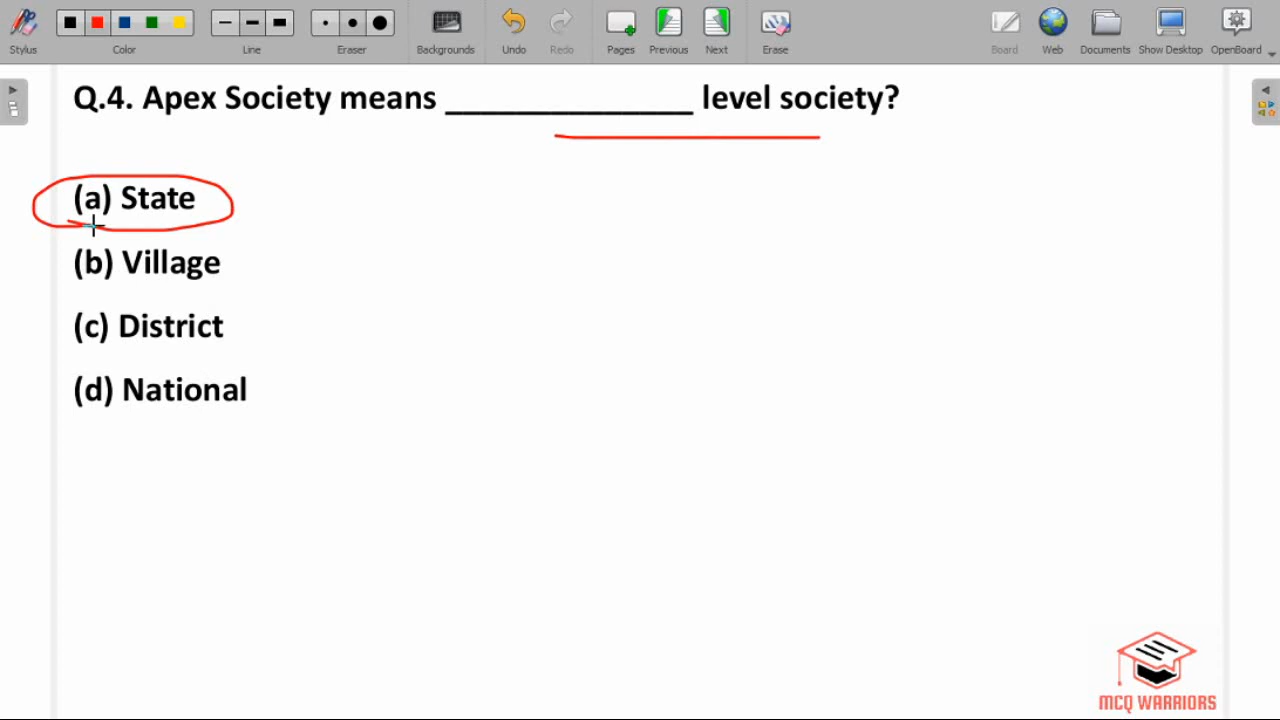 Stylus
Color
Line
Eraser
Backgrounds
Undo
Redo
Pages
Previous
Next
Erase
Board
Web
Documents
Show Desktop
OpenBoard
Q.4. Apex Society means ______________ level society?
(a) State
(b) Village
(c) District
(d) National
MCQ WARRIORS